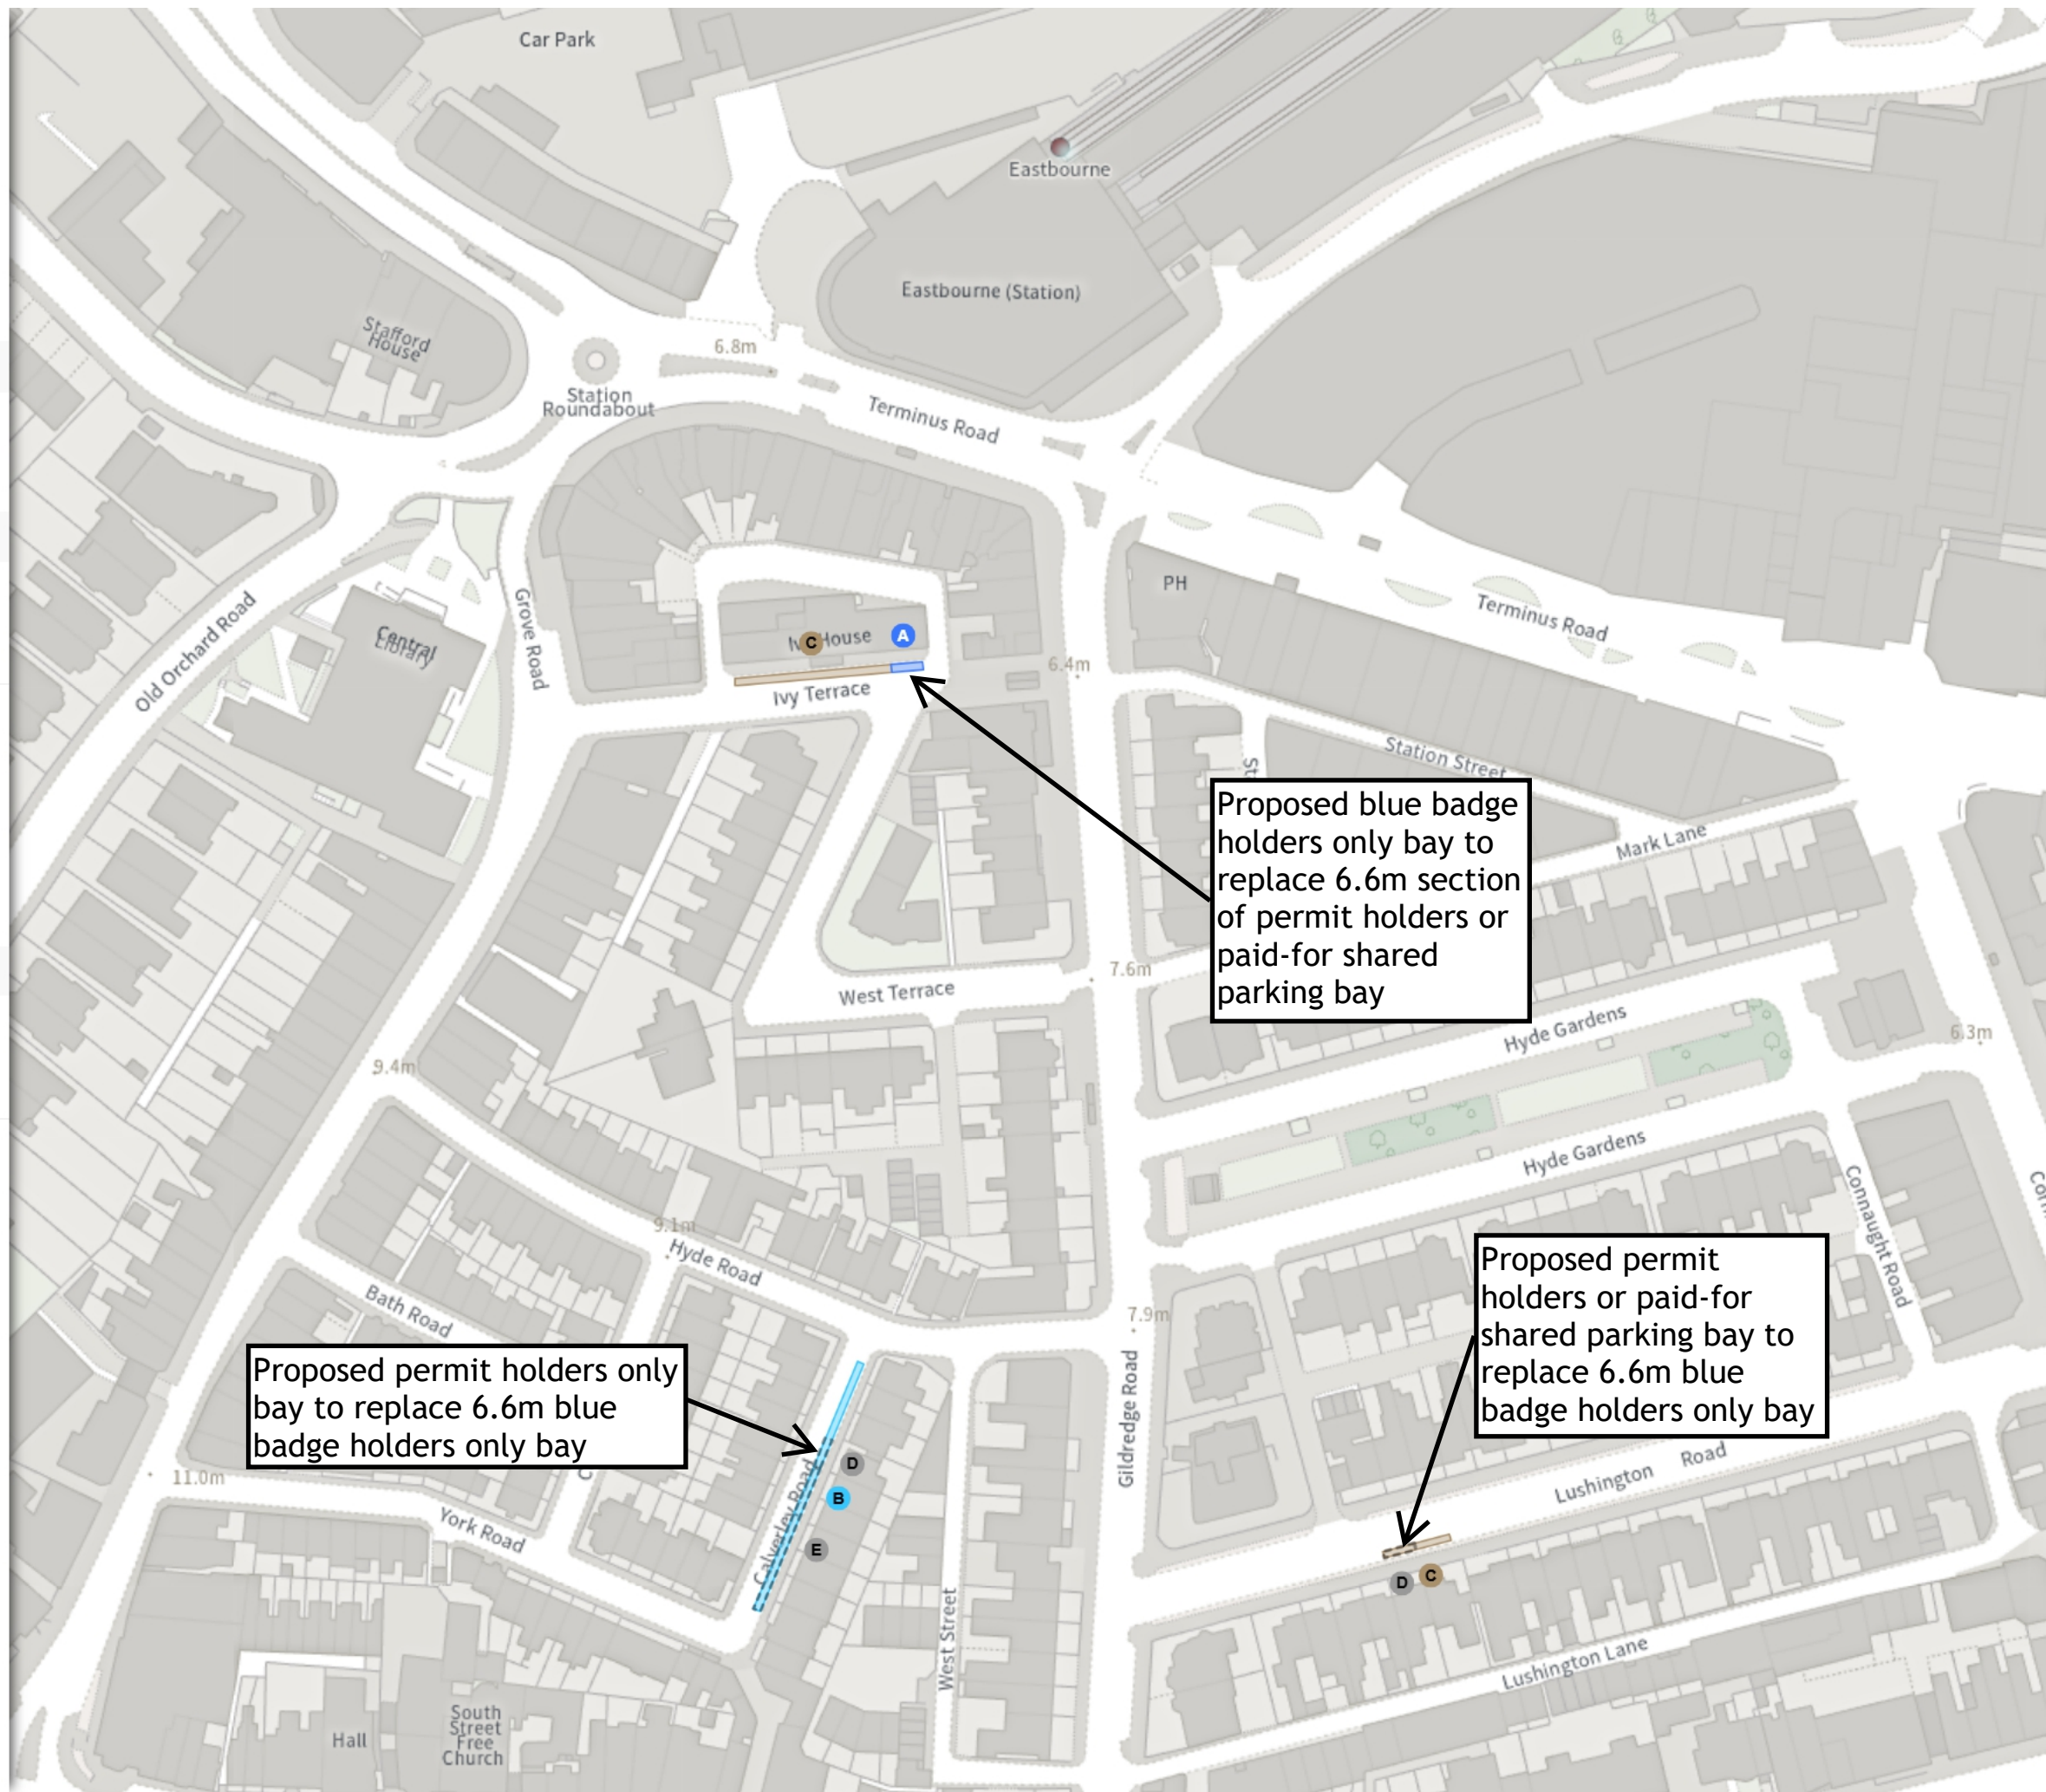 Car Park
Eastbourne
Eastbourne (Station)
Stafford
House
6.8m
Station
Roundabout
Terminus Road
PH
Old Orchard Road
Central
Library
Grove Road
House
C
A
6.4m
Ivy Terrace
Terminus Road
Station Street
Mark Lane
Proposed blue badge
holders only bay to
replace 6.6m section
of permit holders or
paid-for shared
parking bay
7.6m
West Terrace
Hyde Gardens
6.3m
9.4m
Hyde Gardens
Connaught Road
9.1m
Hyde Road
Bath Road
7.9m
Proposed permit
holders or paid-for
shared parking bay to
replace 6.6m blue
badge holders only bay
Proposed permit holders only
bay to replace 6.6m blue
badge holders only bay
Gildredge Road
Calverley Road
D
B
E
11.0m
York Road
Lushington Road
D
C
West Street
Lushington Lane
Hall
South
Street
Free
Church